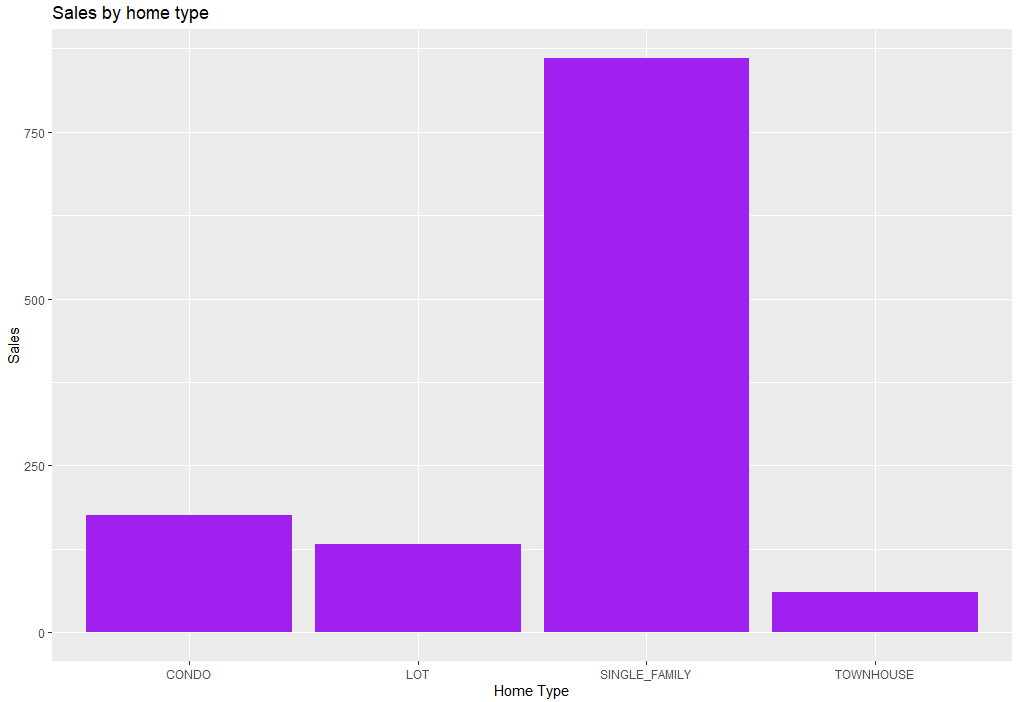 Sales by home type
Sales
750
500
250
0
CONDO LOT SINGLE_FAMILY TOWNHOUSE
Home Type